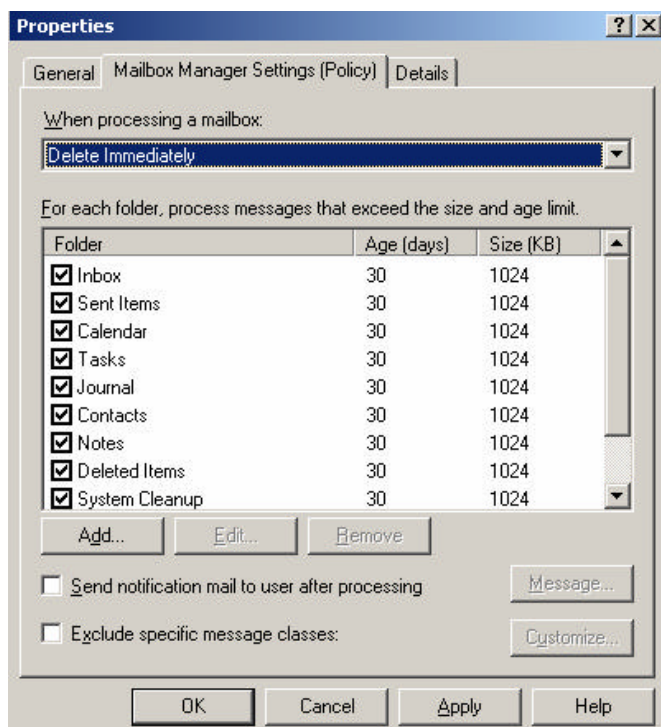 Properties
General Mailbox Manager Settings (Policy) Details
When processing a mailbox:
Delete Immediately
For each folder, process messages that exceed the size and age limit.
Folder Age (days) Size (KB)
Inbox 30 1024
Sent Items 30 1024
Calendar 30 1024
Tasks 30 1024
Journal 30 1024
Contacts 30 1024
Notes 30 1024
Deleted Items 30 1024
System Cleanup 30 1024
Add... Edit... Remove
Send notification mail to user after processing Message...
Exclude specific message classes: Customize...
OK Cancel Apply Help